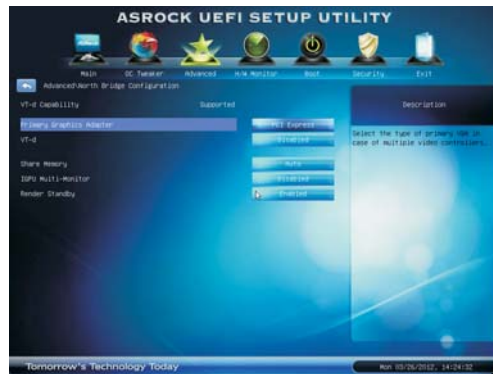 ASROCK UEFI SETUP UTILITY
Main OC Tweaker Advanced H/W Monitor Boot Security Exit
Advanced\North Bridge Configuration
VT-d Capability Supported
Description
Primary Graphics Adapter PCI Express
Select the type of primary VGA in
case of multiple video controllers.
VT-d Disabled
Share Memory Auto
IGPU Multi-Monitor Disabled
Render Standby Enabled
Tomorrow's Technology Today
Mon 03/26/2012, 14:24:32